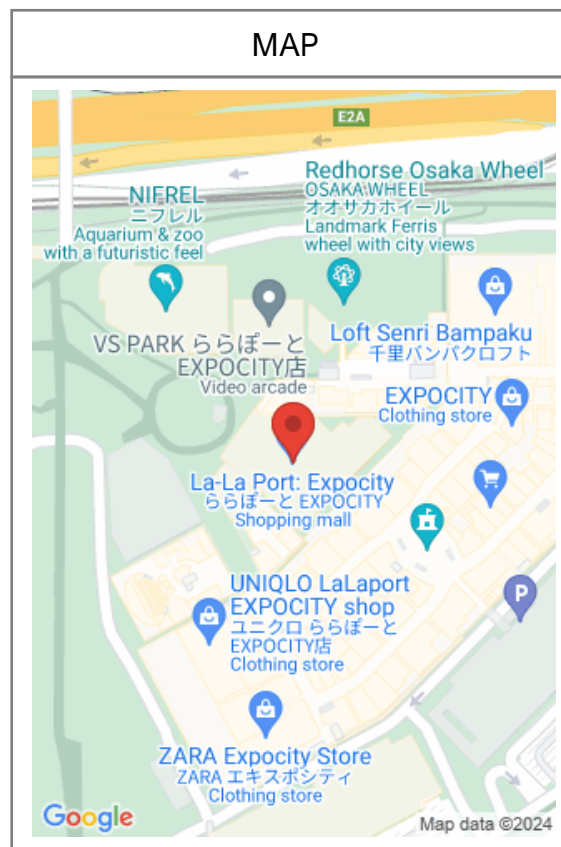 MAP
E2A
Redhorse Osaka Wheel
OSAKA WHEEL
オオサカホイール
Landmark Ferris
wheel with city views
NIFREL
ニフレル
Aquarium & zoo
with a futuristic feel
VS PARK ららぽーと
EXPOCITY店
Video arcade
Loft Senri Bampaku
千里バンパクロフト
EXPOCITY
Clothing store
La-La Port: Expocity
ららぽーと EXPOCITY
Shopping mall
UNIQLO LaLaport
EXPOCITY shop
ユニクロ ららぽーと
EXPOCITY店
Clothing store
P
ZARA Expocity Store
ZARA エキスポシティ
Clothing store
Google
Map data ©2024